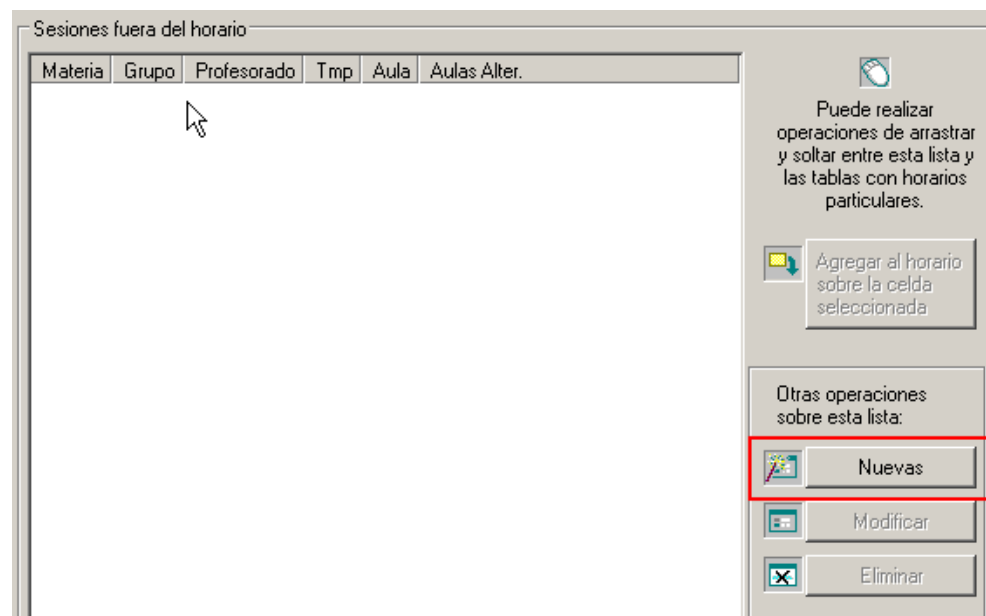 Sesiones fuera del horario
Materia Grupo Profesorado Tmp Aula Aulas Alter.
Puede realizar
operaciones de arrastrar
y soltar entre esta lista y
las tablas con horarios
particulares.
Agregar al horario
sobre la celda
seleccionada
Otras operaciones
sobre esta lista:
Nuevas
Modificar
Eliminar